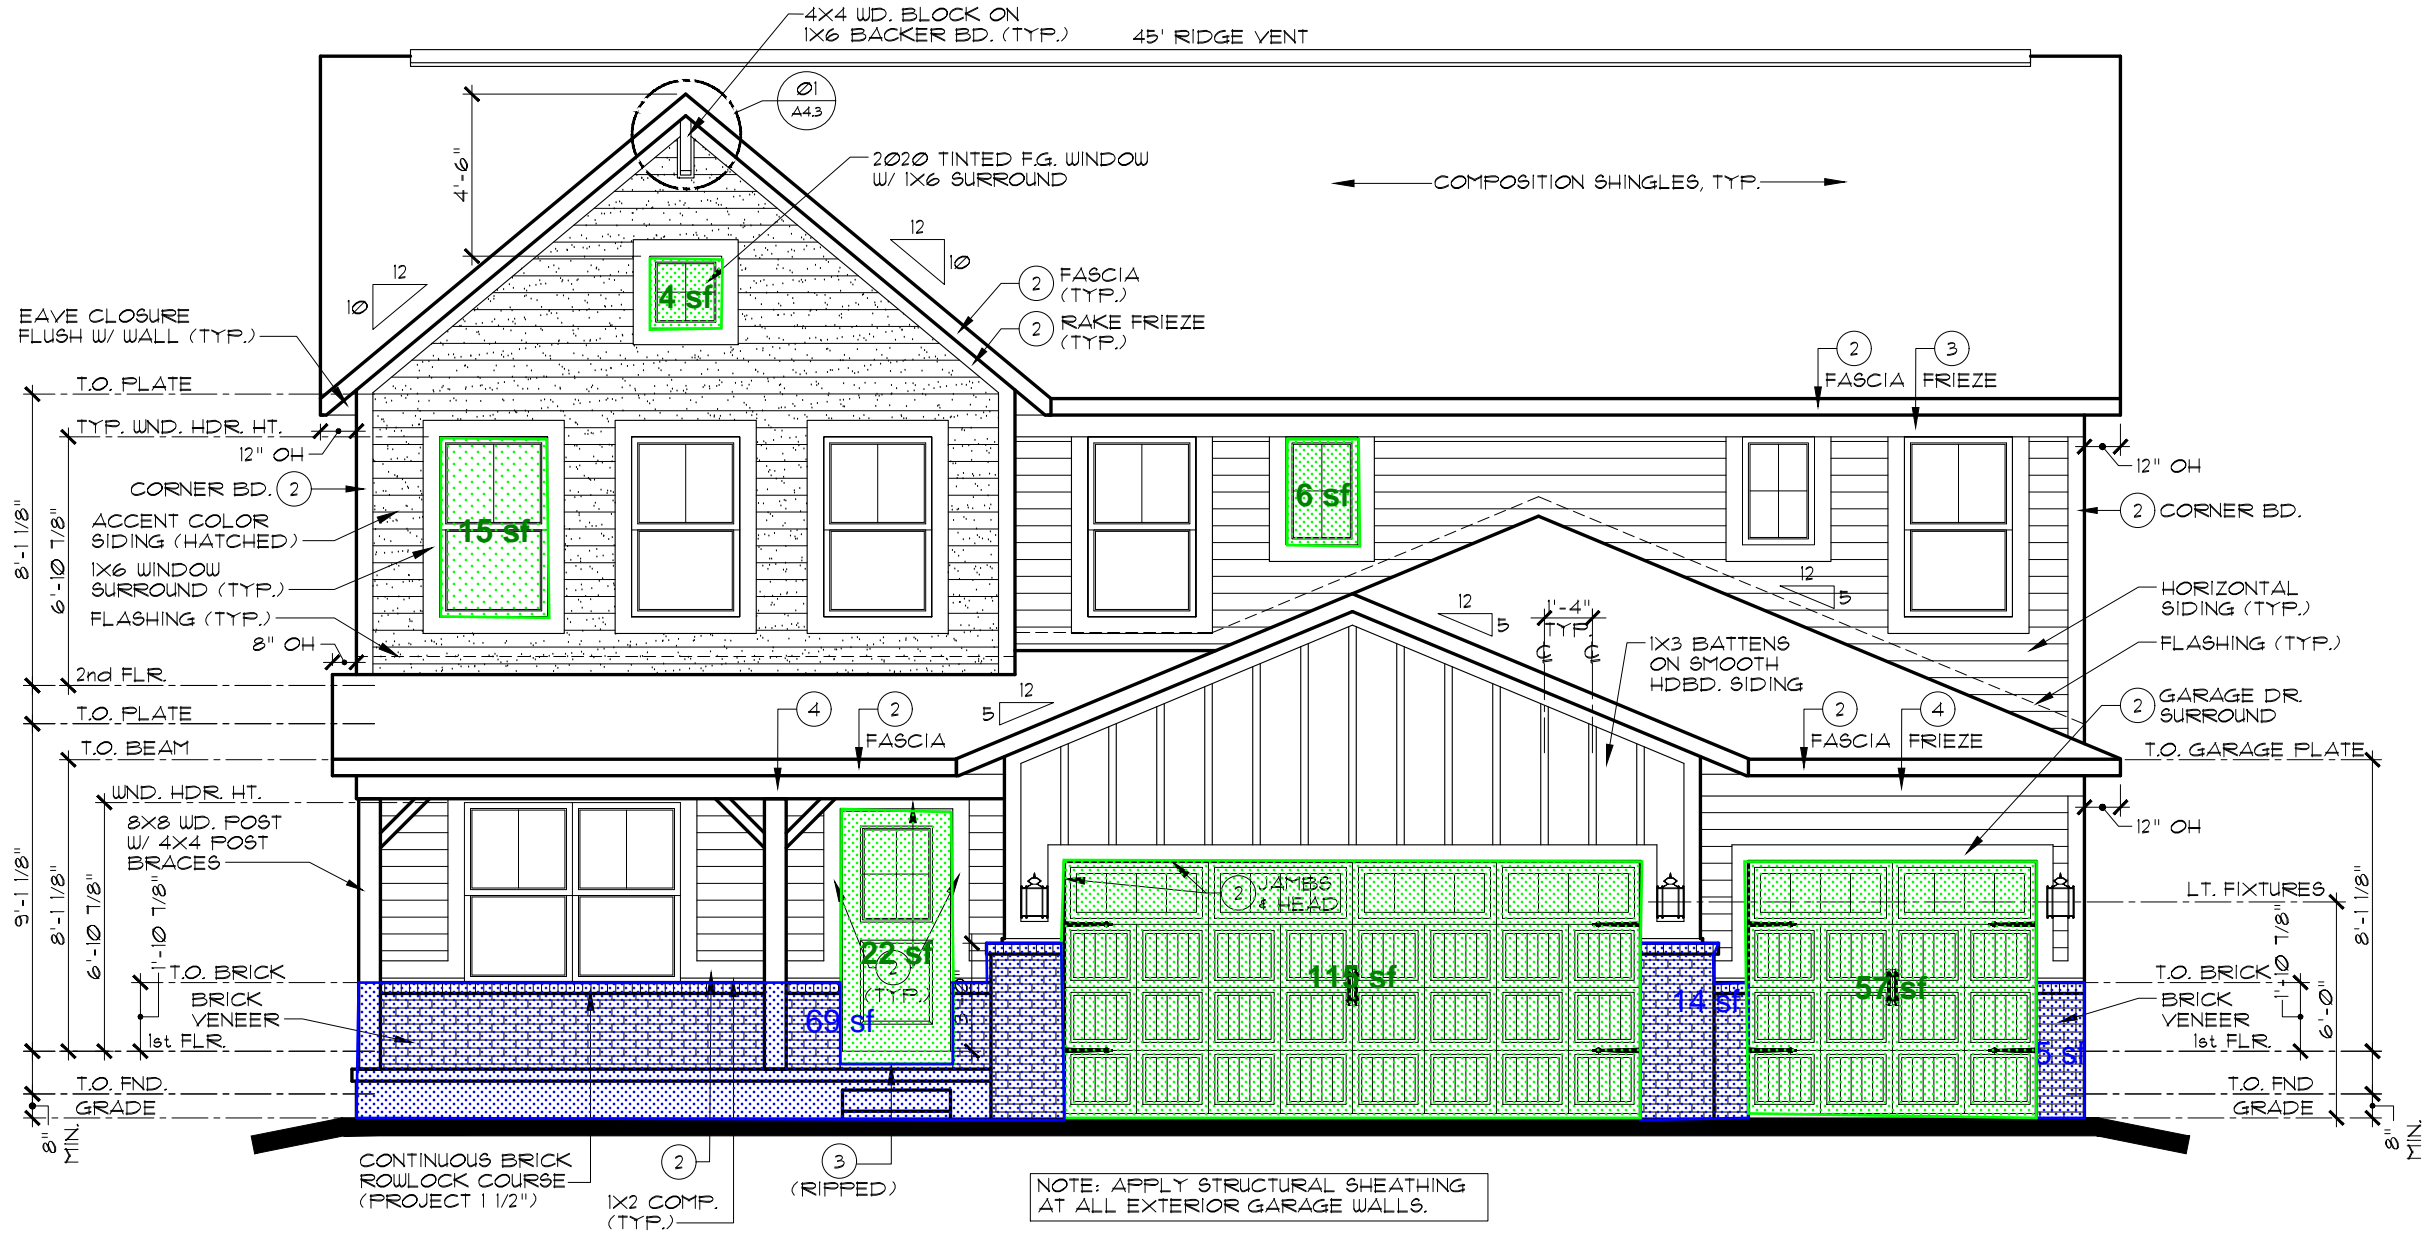 4X4 WD. BLOCK ON
1X6 BACKER BD. (TYP.)
45' RIDGE VENT
Ø1
A4.3
4'-6"
2020 TINTED F.G. WINDOW
W/ 1X6 SURROUND
COMPOSITION SHINGLES, TYP.
12
10
12
10
2
FASCIA
(TYP.)
2
RAKE FRIEZE
(TYP.)
4 sf
EAVE CLOSURE
FLUSH W/ WALL (TYP.)
2
FASCIA
3
FRIEZE
T.O. PLATE
TYP. WND. HDR. HT.
12" OH
12" OH
CORNER BD.
2
2
CORNER BD.
ACCENT COLOR
SIDING (HATCHED)
1X6 WINDOW
SURROUND (TYP.)
FLASHING (TYP.)
8" OH
15 sf
6 sf
8'-1 1/8"
6'-10 7/8"
12
5
12
5
1'-4"
TYP.
1X3 BATTENS
ON SMOOTH
HDBD. SIDING
HORIZONTAL
SIDING (TYP.)
FLASHING (TYP.)
2
GARAGE DR.
SURROUND
2nd FLR.
T.O. PLATE
T.O. BEAM
12
5
4
2
FASCIA
2
FASCIA
4
FRIEZE
T.O. GARAGE PLATE
WND. HDR. HT.
8X8 WD. POST
W/ 4X4 POST
BRACES
12" OH
9'-1 1/8"
8'-1 1/8"
6'-10 7/8"
1'-10 7/8"
2
JAMBS
& HEAD
LT. FIXTURES
22 sf
2
(TYP.)
115 sf
57 sf
69 sf
14 sf
5 sf
T.O. BRICK
BRICK
VENEER
1st FLR.
T.O. FND.
GRADE
8"
MIN.
T.O. BRICK
BRICK
VENEER
1st FLR.
T.O. FND
GRADE
6'-0"
8'-1 1/8"
8"
MIN.
CONTINUOUS BRICK
ROWLOCK COURSE
(PROJECT 1 1/2")
2
1X2 COMP.
(TYP.)
3
(RIPPED)
NOTE: APPLY STRUCTURAL SHEATHING
AT ALL EXTERIOR GARAGE WALLS.